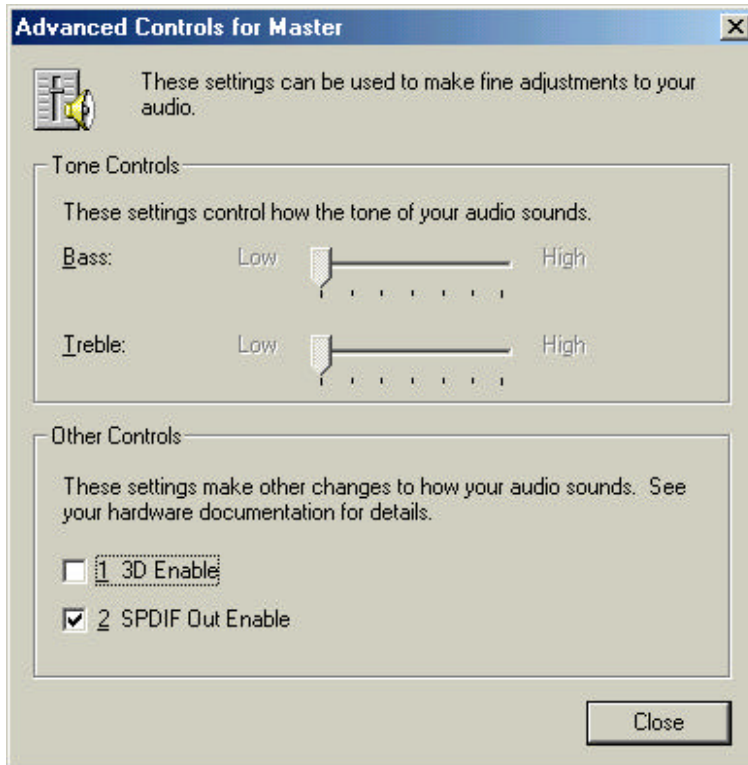 Advanced Controls for Master
These settings can be used to make fine adjustments to your
audio.
Tone Controls
These settings control how the tone of your audio sounds.
Bass: Low High
Treble: Low High
Other Controls
These settings make other changes to how your audio sounds.  See
your hardware documentation for details.
1 3D Enable
2 SPDIF Out Enable
Close